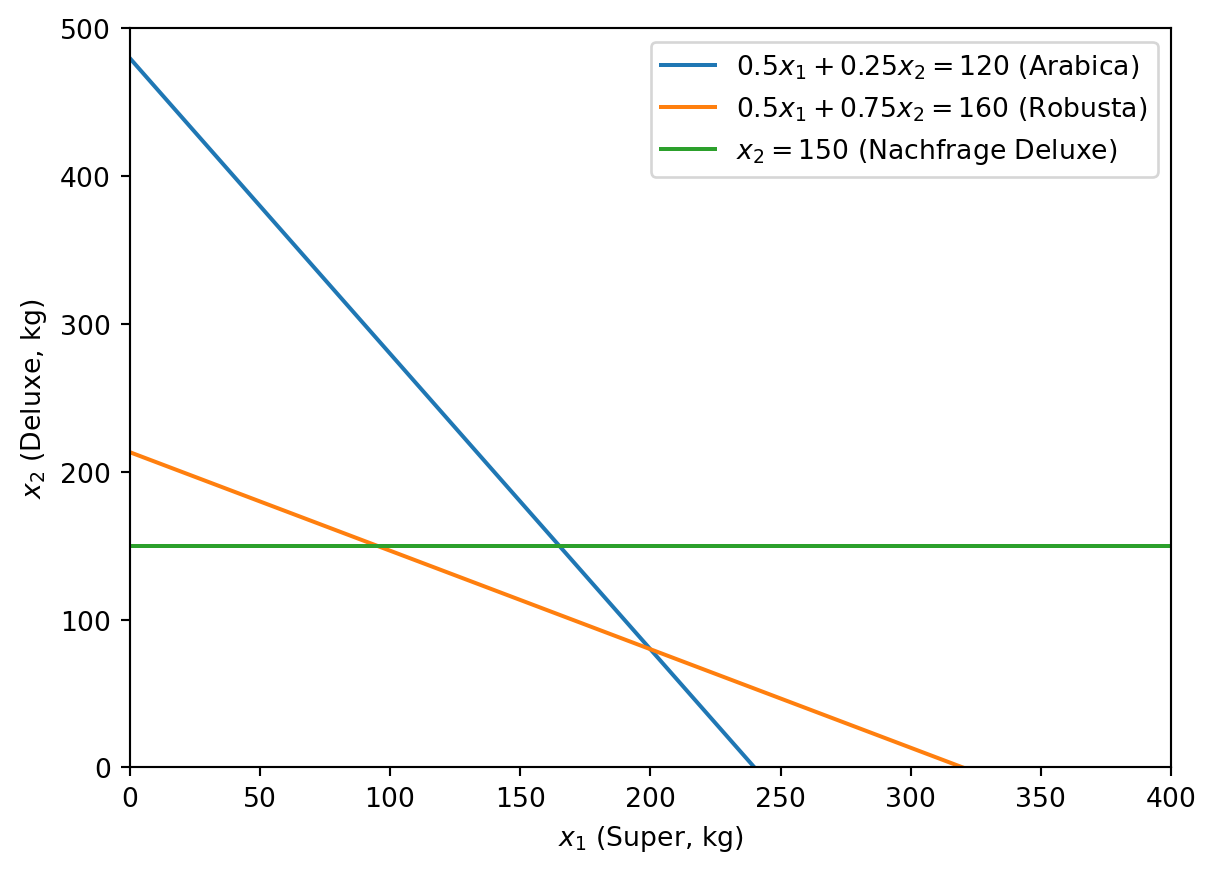 500
400
300
200
100
0
x₂ (Deluxe, kg)
0.5x₁ + 0.25x₂ = 120 (Arabica)
0.5x₁ + 0.75x₂ = 160 (Robusta)
x₂ = 150 (Nachfrage Deluxe)
0 50 100 150 200 250 300 350 400
x₁ (Super, kg)